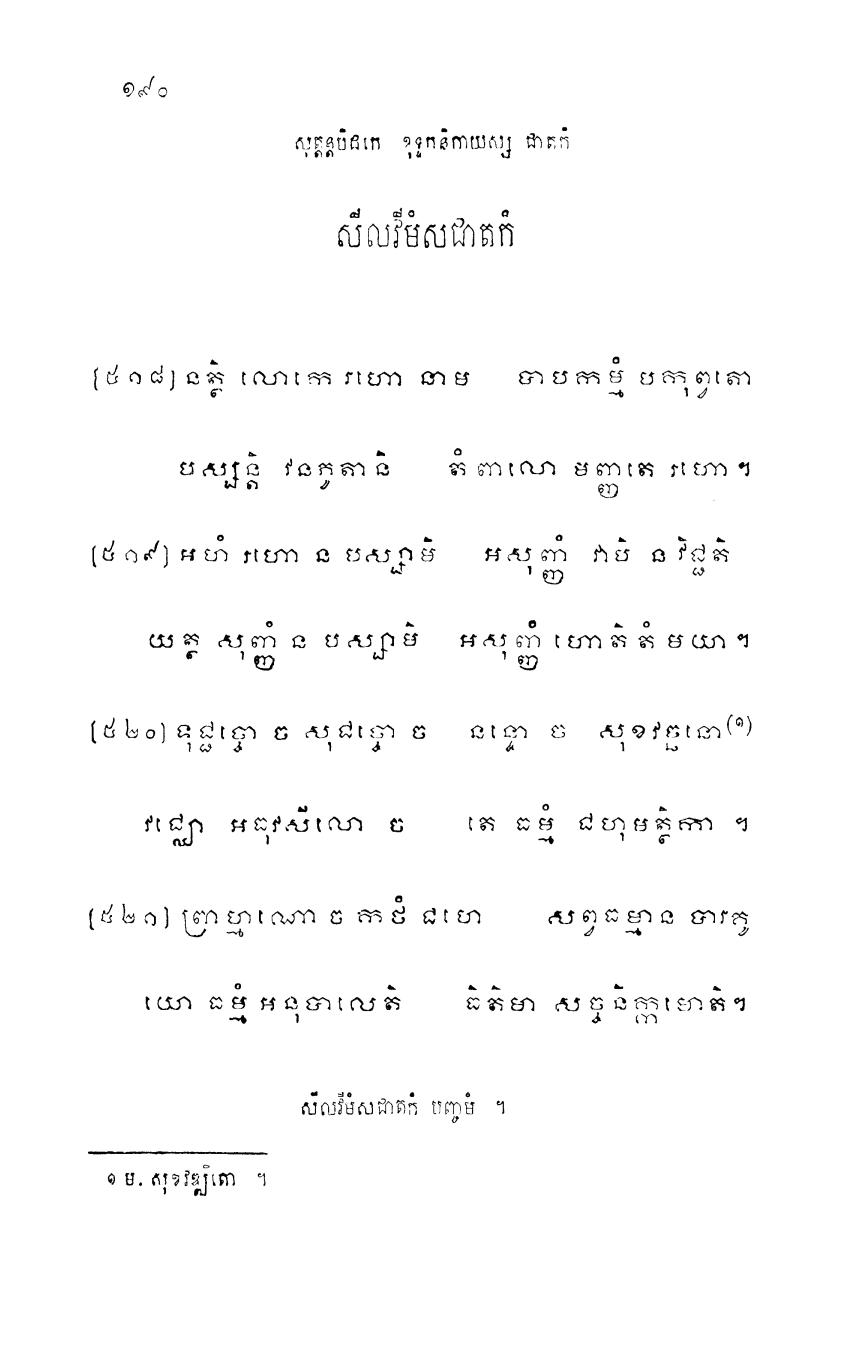 ១៩០
សុត្តន្តបិដកេ ខុទ្ទកនិកាយស្ស ជាតកំ
សីលវីមំសជាតកំ
[៥១៨] នត្ថិ លោកេ រហោ នាម បាបកម្មំ បកុព្វតោ
បស្សន្តិ វនភូតានិ តំ ពាលោ មញ្ញតេ រហោ។
[៥១៩] អហំ រហោ ន បស្សាមិ អសុញ្ញំ វាបិ ន វិជ្ជតិ
យត្ថ សុញ្ញំ ន បស្សាមិ អសុញ្ញំ ហោតិ តំ មយា។
[៥២០] ទុជ្ជច្ចោ ច សុជច្ចោ ច នន្ទោ ច សុខវច្ឆនោ(១)
វជ្ឈោ អធុវសីលោ ច តេ ធម្មំ ជហុមត្ថិកា ។
[៥២១] ព្រាហ្មណោ ច កថំ ជហេ សព្វធម្មាន បារគូ
យោ ធម្មំ អនុបាលេតិ ធិតិមា សច្ចនិក្កមោតិ។
សីលវីមំសជាតកំ បញ្ចមំ ។
១ ម. សុខវឌ្ឍិតោ ។